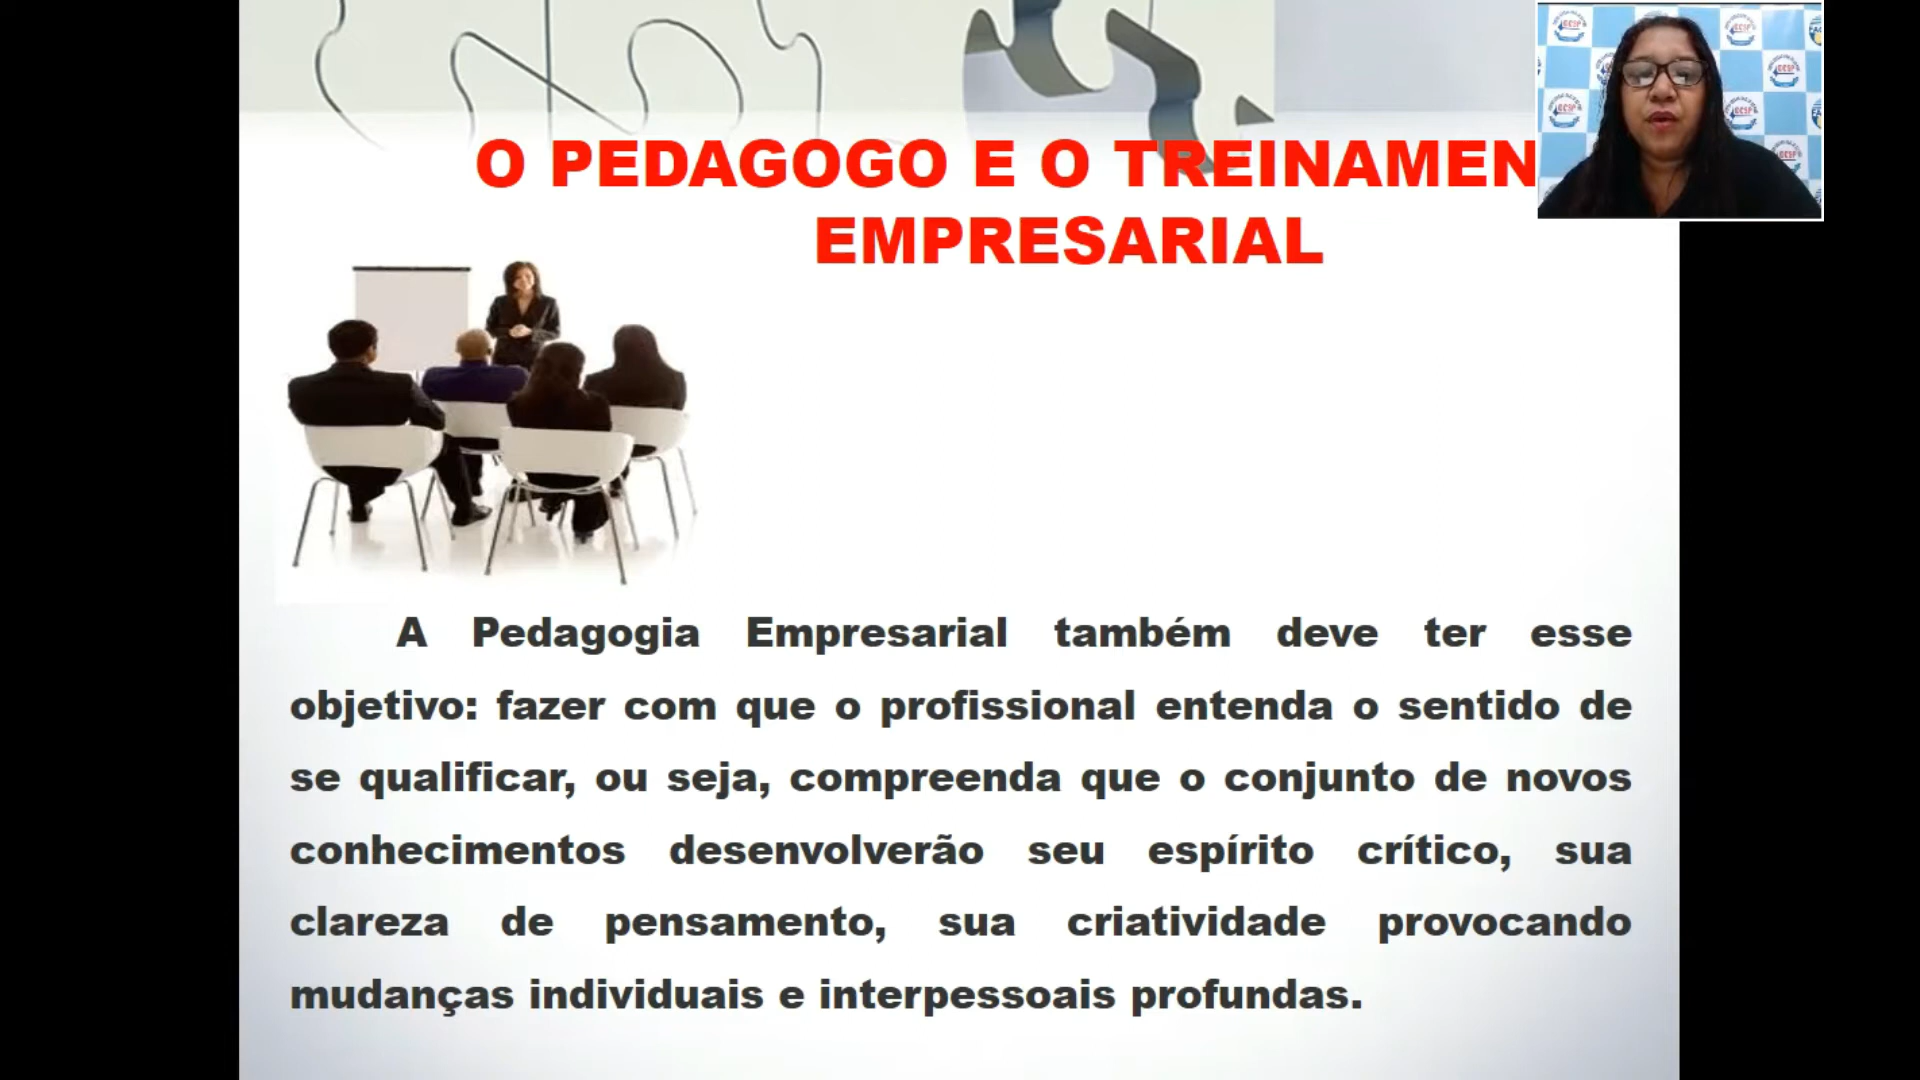 O PEDAGOGO E O TREINAMEN
EMPRESARIAL
A Pedagogia Empresarial também deve ter esse
objetivo: fazer com que o profissional entenda o sentido de
se qualificar, ou seja, compreenda que o conjunto de novos
conhecimentos desenvolverão seu espírito crítico, sua
clareza de pensamento, sua criatividade provocando
mudanças individuais e interpessoais profundas.